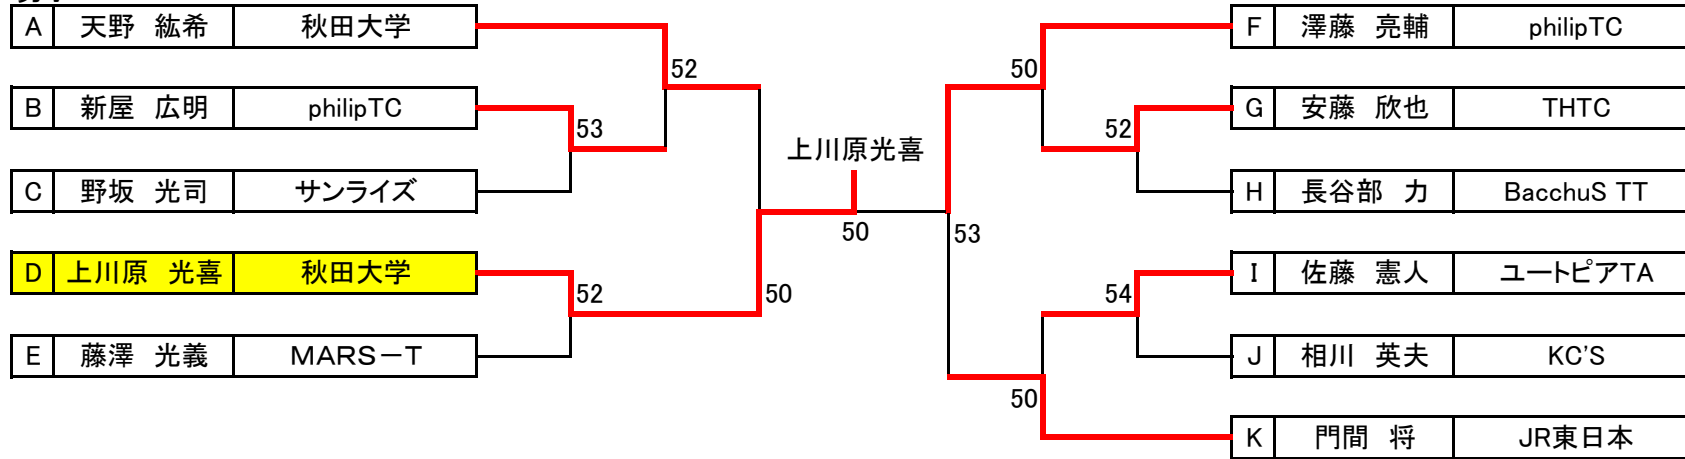 A 天野 紘希 秋田大学
B 新屋 広明 philipTC
C 野坂 光司 サンライズ
D 上川原 光喜 秋田大学
E 藤澤 光義 MARS－T
52
53
52
50
上川原光喜
50
50
52
53
54
50
F 澤藤 亮輔 philipTC
G 安藤 欣也 THTC
H 長谷部 力 BacchuS TT
I 佐藤 憲人 ユートピアTA
J 相川 英夫 KC'S
K 門間 将 JR東日本